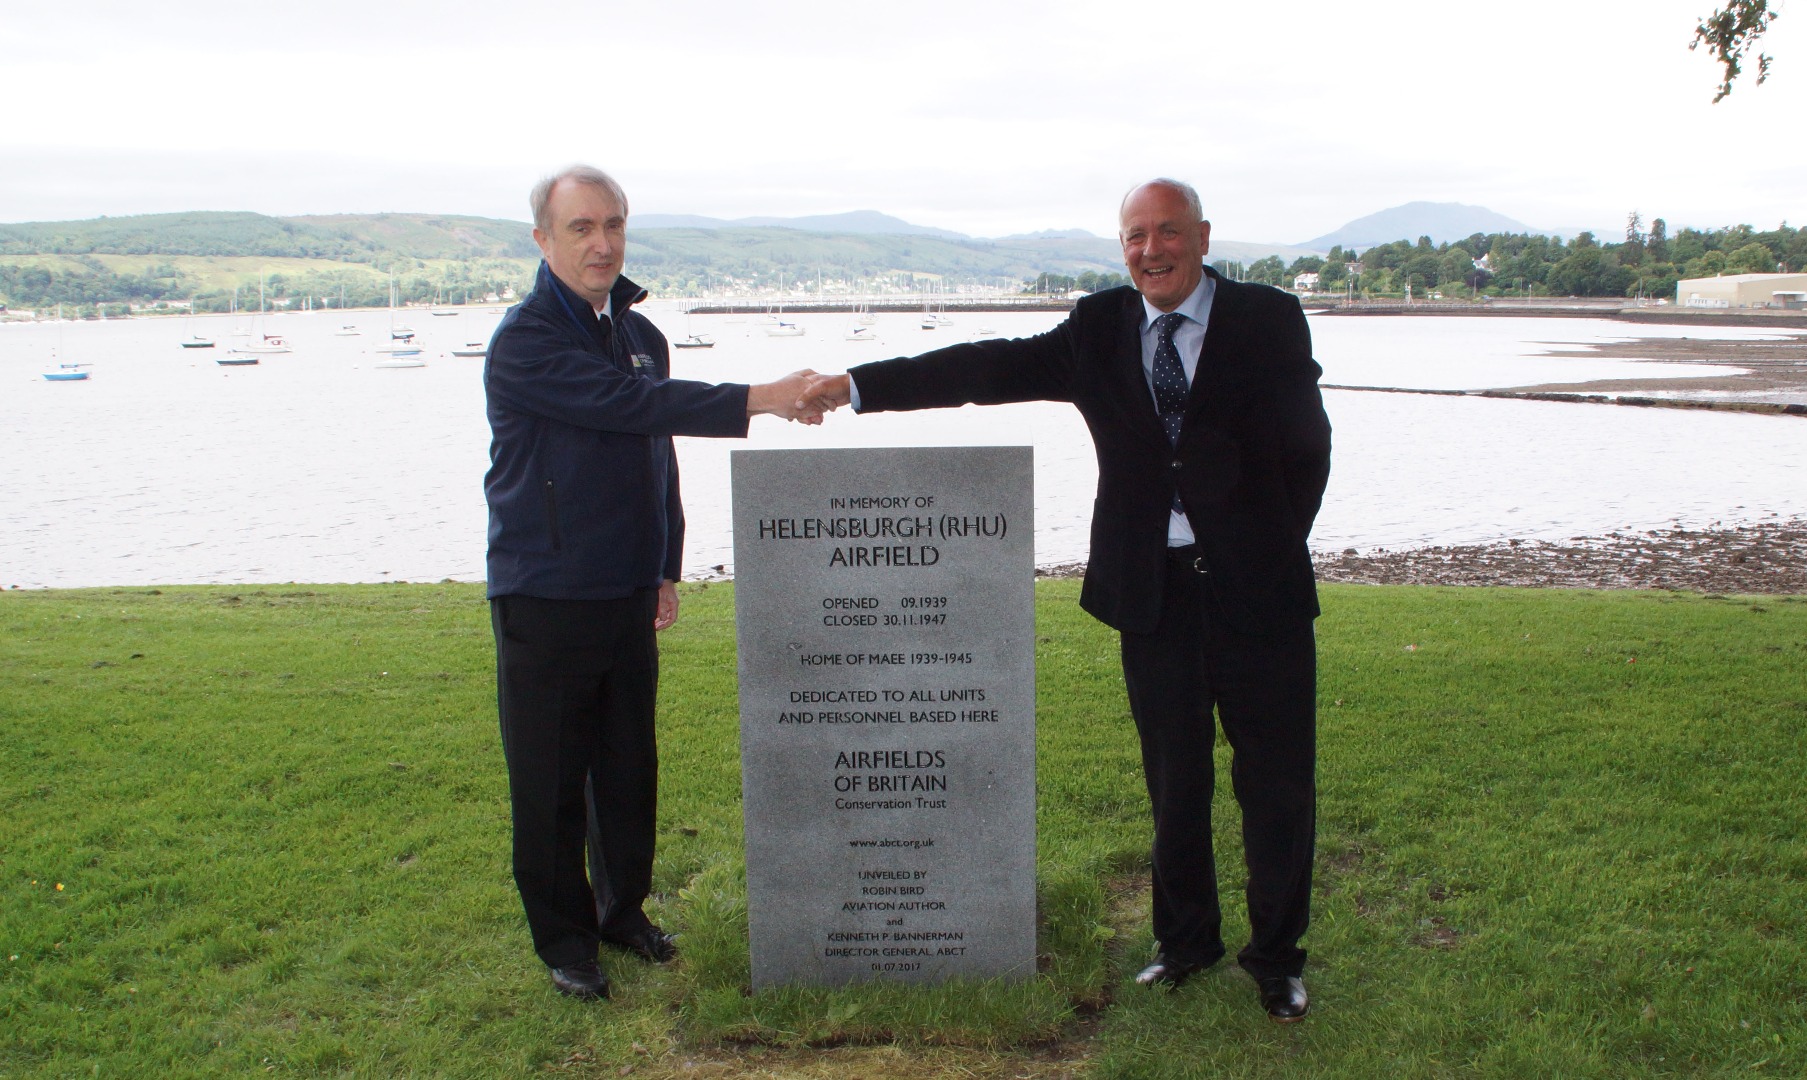 IN MEMORY OF
HELENSBURGH (RHU)
AIRFIELD
OPENED 09.1939
CLOSED 30.11.1947
HOME OF MAEE 1939-1945
DEDICATED TO ALL UNITS
AND PERSONNEL BASED HERE
AIRFIELDS
OF BRITAIN
Conservation Trust
www.abct.org.uk
UNVEILED BY
ROBIN BIRD
AVIATION AUTHOR
and
KENNETH P. BANNERMAN
DIRECTOR GENERAL, ABCT
01.07.2017